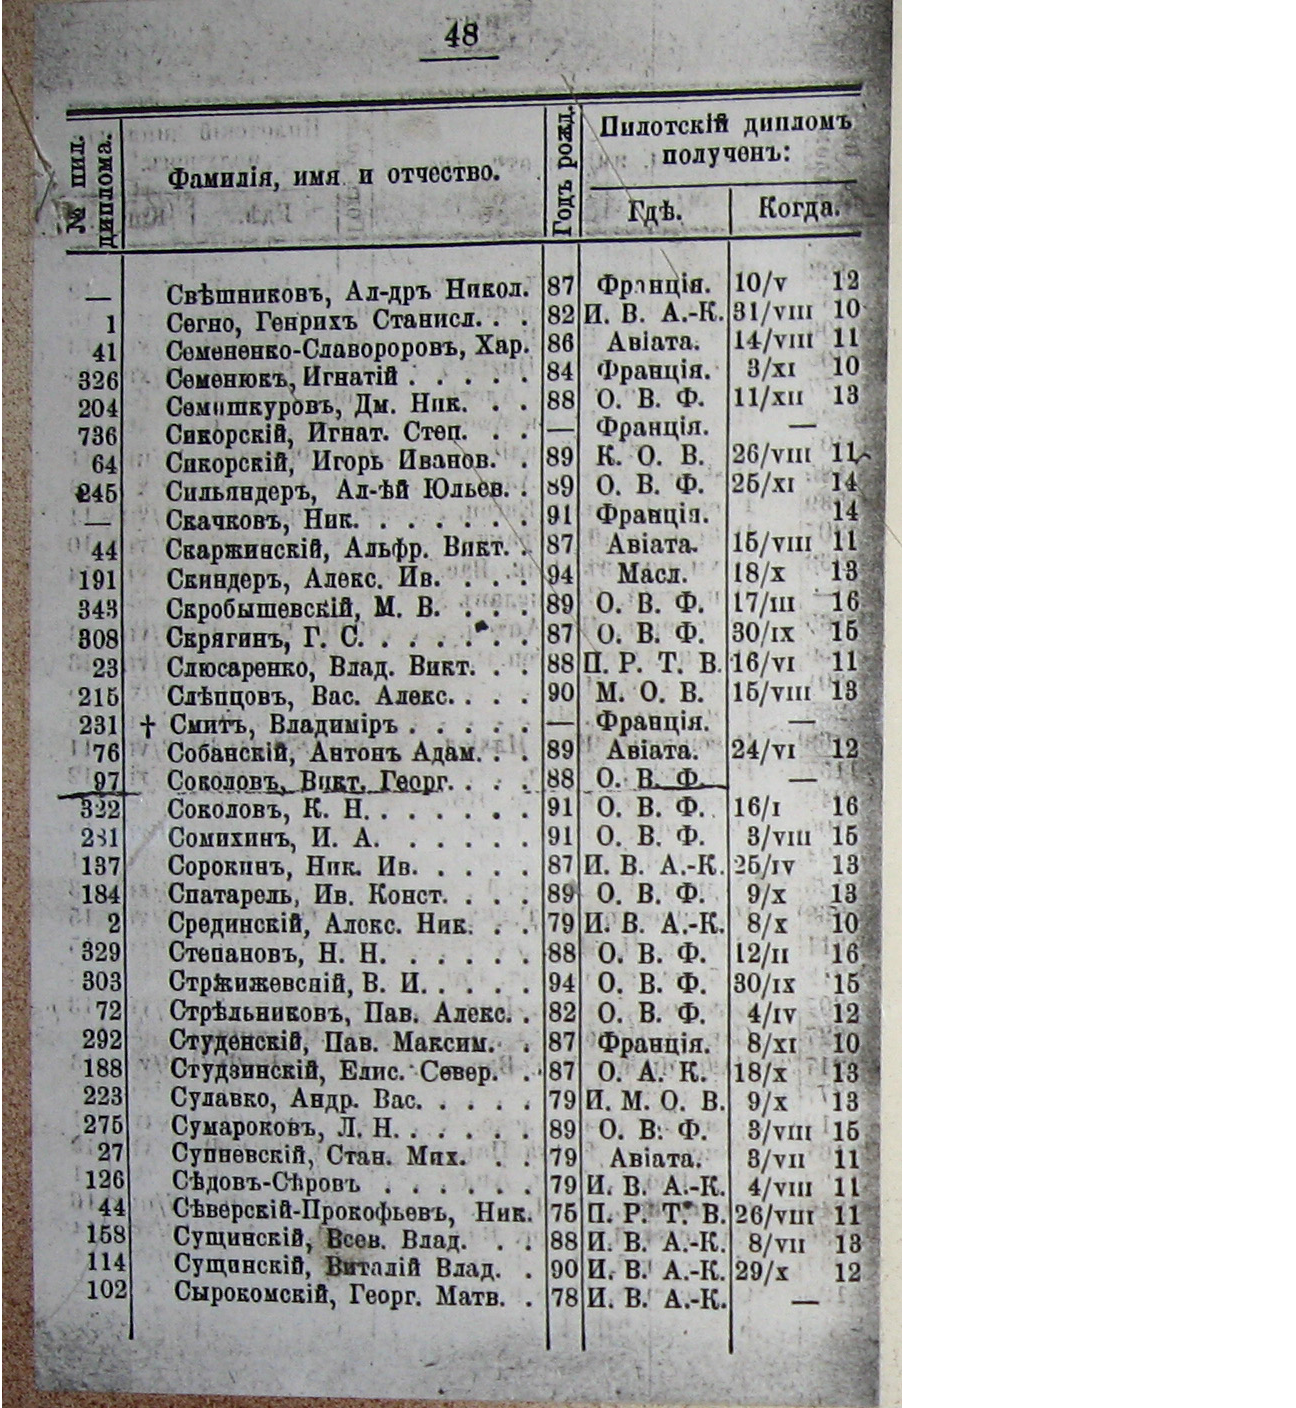 48
№ пил. диплома.
Фамилія, имя и отчество.
Годъ рожд.
Пилотскій дипломъ
полученъ:
Гдѣ.
Когда.
— Свѣшниковъ, Ал-дръ Никол. 87 Франція. 10/v 12
1 Сегно, Генрихъ Станисл. . . 82 И. В. А.-К. 31/viii 10
41 Семененко-Славороровъ, Хар. 86 Авіата. 14/viii 11
326 Семенюкъ, Игнатій . . . . . 84 Франція. 3/xi 10
204 Семишкуровъ, Дм. Ник. . . 88 О. В. Ф. 11/xii 13
736 Сикорскій, Игнат. Степ. . . — Франція. —
64 Сикорскій, Игорь Иванов. . 89 К. О. В. 26/viii 11
245 Сильяндеръ, Ал-ѣй Юльев. . 89 О. В. Ф. 25/xi 14
— Скачковъ, Ник. . . . . . . 91 Франція. 14
44 Скаржинскій, Альфр. Викт. . 87 Авіата. 15/viii 11
191 Скиндеръ, Алекс. Ив. . . . 94 Масл. 18/x 13
343 Скробышевскій, М. В. . . . 89 О. В. Ф. 17/iii 16
308 Скрягинъ, Г. С. . . . . . . 87 О. В. Ф. 30/ix 15
23 Слюсаренко, Влад. Викт. . . 88 П. Р. Т. В. 16/vi 11
215 Слѣпцовъ, Вас. Алекс. . . . 90 М. О. В. 15/viii 13
231 † Смитъ, Владиміръ . . . . . — Франція. —
76 Собанскій, Антонъ Адам. . . 89 Авіата. 24/vi 12
97 Соколовъ, Викт. Георг. . . . 88 О. В. Ф. —
322 Соколовъ, К. Н. . . . . . . 91 О. В. Ф. 16/i 16
281 Сомихинъ, И. А. . . . . . 91 О. В. Ф. 3/viii 15
137 Сорокинъ, Ник. Ив. . . . . 87 И. В. А.-К. 25/iv 13
184 Спатарель, Ив. Конст. . . . 89 О. В. Ф. 9/x 13
2 Срединскій, Алекс. Ник. . . 79 И. В. А.-К. 8/x 10
329 Степановъ, Н. Н. . . . . . 88 О. В. Ф. 12/ii 16
303 Стржижевсній, В. И. . . . . 94 О. В. Ф. 30/ix 15
72 Стрѣльниковъ, Пав. Алекс. . 82 О. В. Ф. 4/iv 12
292 Студенскій, Пав. Максим. . 87 Франція. 8/xi 10
188 Студзинскій, Елис. Север. . 87 О. А. К. 18/x 13
223 Сулавко, Андр. Вас. . . . . 79 И. М. О. В. 9/x 13
275 Сумароковъ, Л. Н. . . . . . 89 О. В. Ф. 3/viii 15
27 Супневскій, Стан. Мих. . . 79 Авіата. 3/vii 11
126 Сѣдовъ-Сѣровъ . . . . . . 79 И. В. А.-К. 4/viii 11
44 Сѣверскій-Прокофьевъ, Ник. 75 П. Р. Т. В. 26/viii 11
158 Сущинскій, Всев. Влад. . . 88 И. В. А.-К. 8/vii 13
114 Сущинскій, Виталій Влад. . 90 И. В. А.-К. 29/x 12
102 Сырокомскій, Георг. Матв. . 78 И. В. А.-К. —